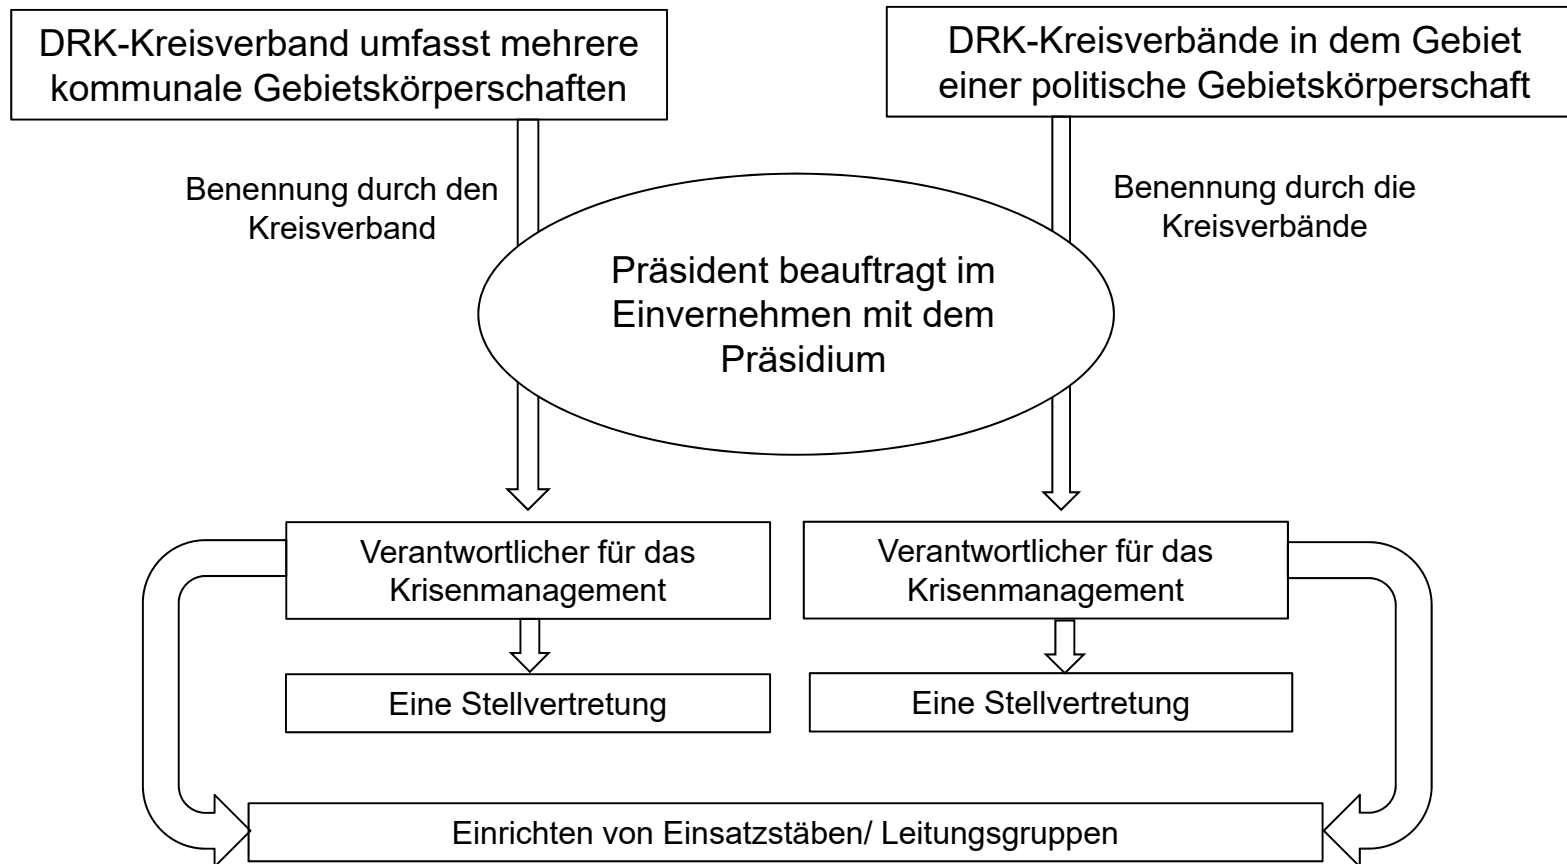 DRK-Kreisverband umfasst mehrere
kommunale Gebietskörperschaften
DRK-Kreisverbände in dem Gebiet
einer politische Gebietskörperschaft
Benennung durch den
Kreisverband
Benennung durch die
Kreisverbände
Präsident beauftragt im
Einvernehmen mit dem
Präsidium
Verantwortlicher für das
Krisenmanagement
Verantwortlicher für das
Krisenmanagement
Eine Stellvertretung
Eine Stellvertretung
Einrichten von Einsatzstäben/ Leitungsgruppen